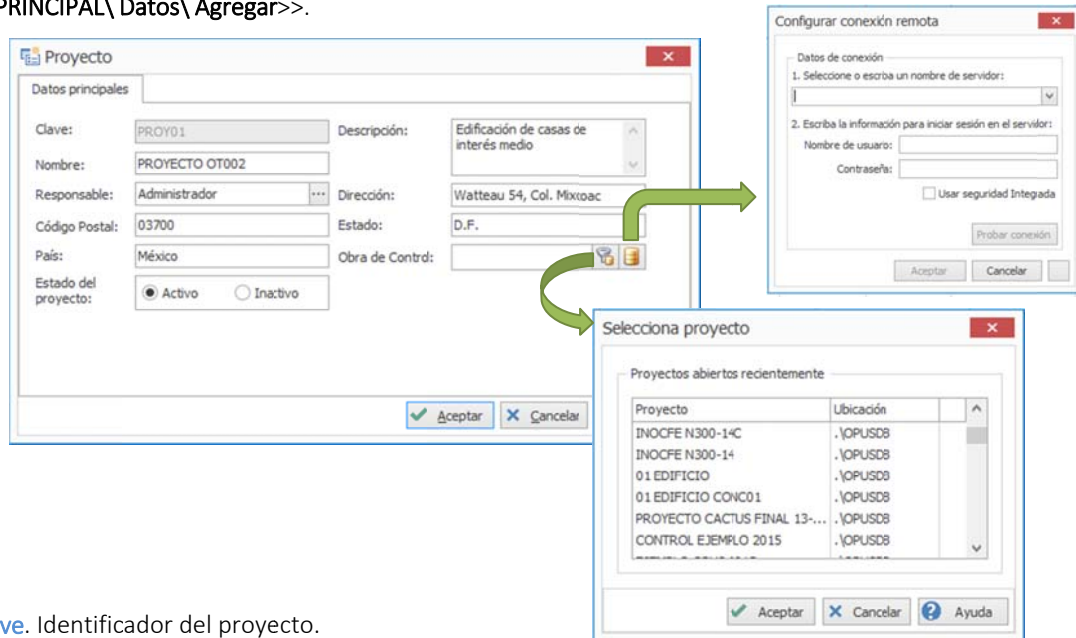 PRINCIPAL\ Datos\ Agregar>>.
Proyecto
Datos principales
Clave: PROY01
Descripción: Edificación de casas de
interés medio
Nombre: PROYECTO OT002
Responsable: Administrador ...
Dirección: Watteau 54, Col. Mixcoac
Código Postal: 03700
Estado: D.F.
País: México
Obra de Control:
Estado del
proyecto:
Activo Inactivo
Aceptar Cancelar
Configurar conexión remota
Datos de conexión
1. Seleccione o escriba un nombre de servidor:
2. Escriba la información para iniciar sesión en el servidor:
Nombre de usuario:
Contraseña:
Usar seguridad Integada
Probar conexión
Aceptar Cancelar
Selecciona proyecto
Proyectos abiertos recientemente
Proyecto Ubicación
INOCFE N300-14C .\OPUSDB
INOCFE N300-14 .\OPUSDB
01 EDIFICIO .\OPUSDB
01 EDIFICIO CONC01 .\OPUSDB
PROYECTO CACTUS FINAL 13-... .\OPUSDB
CONTROL EJEMPLO 2015 .\OPUSDB
Aceptar Cancelar Ayuda
ve. Identificador del proyecto.